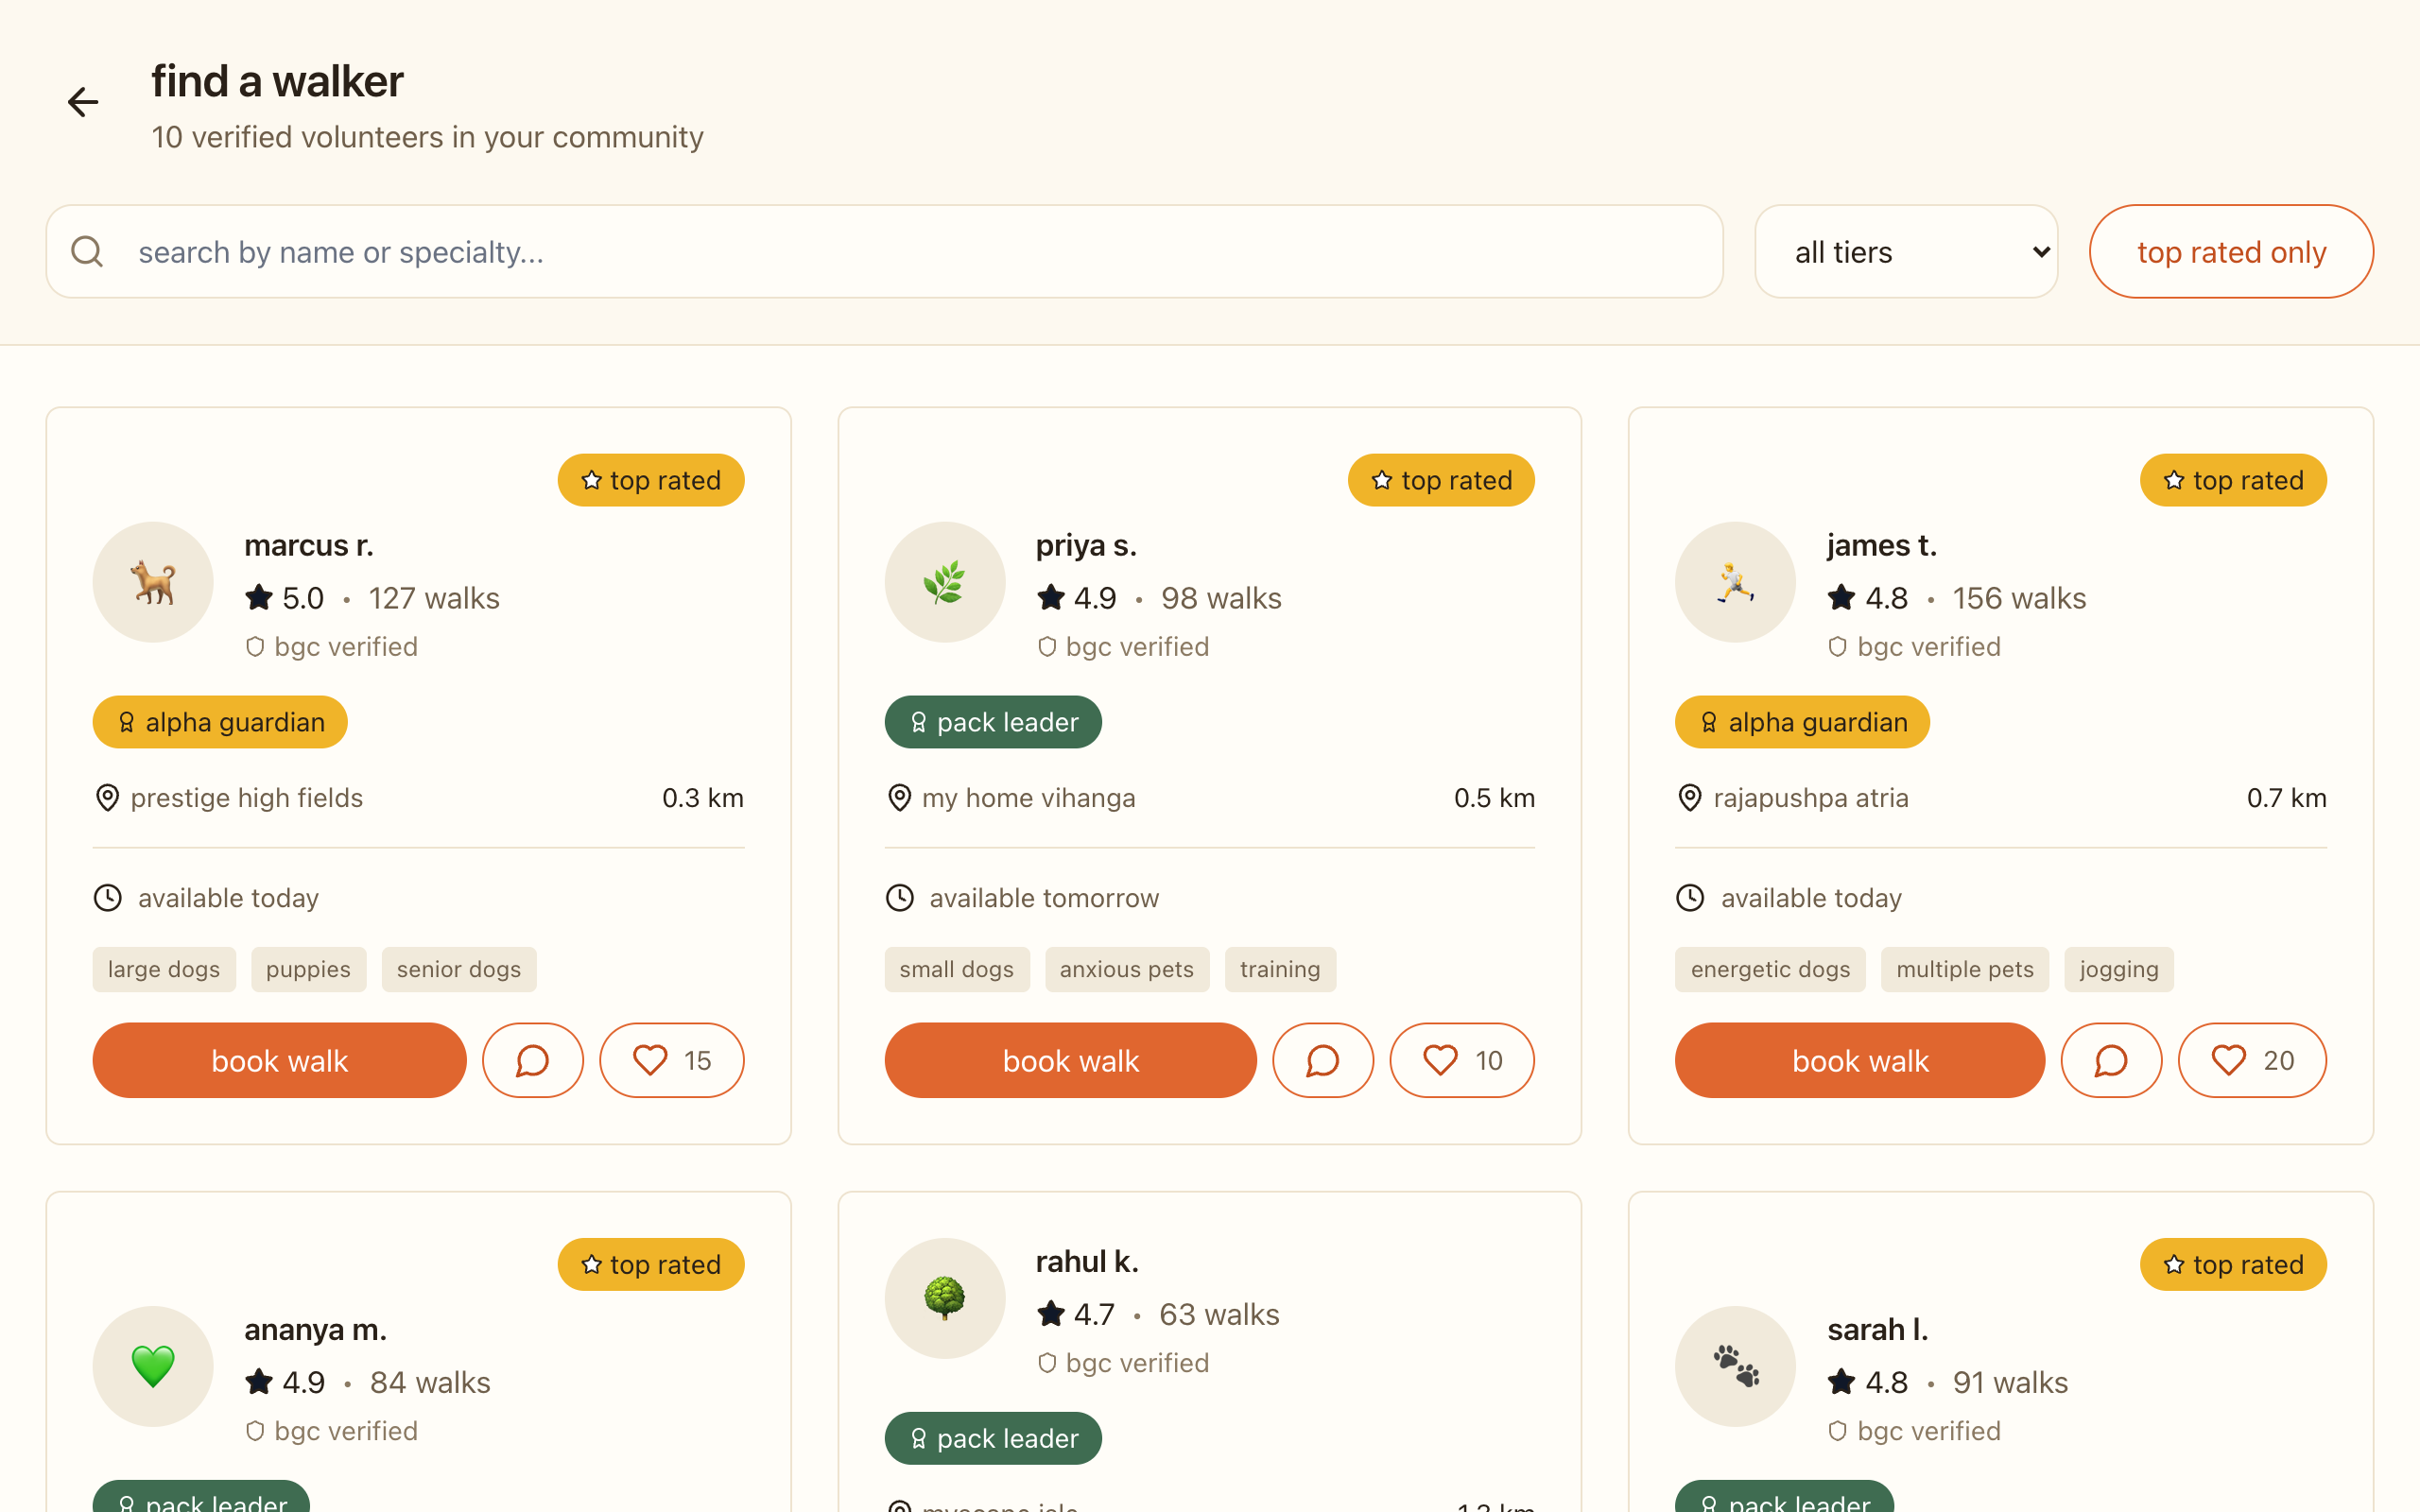 find a walker
10 verified volunteers in your community
search by name or specialty...
all tiers
top rated only
top rated
marcus r.
5.0 • 127 walks
bgc verified
alpha guardian
prestige high fields 0.3 km
available today
large dogs puppies senior dogs
book walk 15
top rated
priya s.
4.9 • 98 walks
bgc verified
pack leader
my home vihanga 0.5 km
available tomorrow
small dogs anxious pets training
book walk 10
top rated
james t.
4.8 • 156 walks
bgc verified
alpha guardian
rajapushpa atria 0.7 km
available today
energetic dogs multiple pets jogging
book walk 20
top rated
ananya m.
4.9 • 84 walks
bgc verified
pack leader
rahul k.
4.7 • 63 walks
bgc verified
pack leader
top rated
sarah l.
4.8 • 91 walks
bgc verified
pack leader